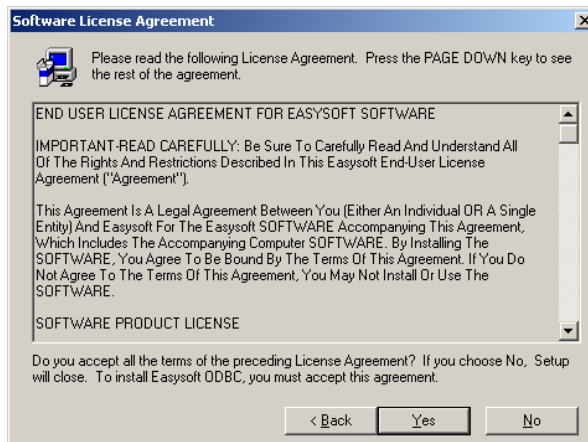 Software License Agreement
Please read the following License Agreement. Press the PAGE DOWN key to see
the rest of the agreement.
END USER LICENSE AGREEMENT FOR EASYSOFT SOFTWARE
IMPORTANT-READ CAREFULLY: Be Sure To Carefully Read And Understand All
Of The Rights And Restrictions Described In This Easysoft End-User License
Agreement ("Agreement").
This Agreement Is A Legal Agreement Between You (Either An Individual OR A Single
Entity) And Easysoft For The Easysoft SOFTWARE Accompanying This Agreement,
Which Includes The Accompanying Computer SOFTWARE. By Installing The
SOFTWARE, You Agree To Be Bound By The Terms Of This Agreement. If You Do
Not Agree To The Terms Of This Agreement, You May Not Install Or Use The
SOFTWARE.
SOFTWARE PRODUCT LICENSE
Do you accept all the terms of the preceding License Agreement? If you choose No, Setup
will close. To install Easysoft ODBC, you must accept this agreement.
< Back Yes No